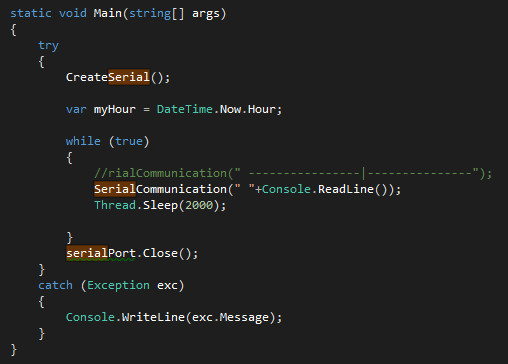 static void Main(string[] args)
{
    try
    {
        CreateSerial();

        var myHour = DateTime.Now.Hour;

        while (true)
        {
            //rialCommunication(" ----------------|---------------");
            SerialCommunication(" "+Console.ReadLine());
            Thread.Sleep(2000);

        }
        serialPort.Close();
    }
    catch (Exception exc)
    {
        Console.WriteLine(exc.Message);
    }
}